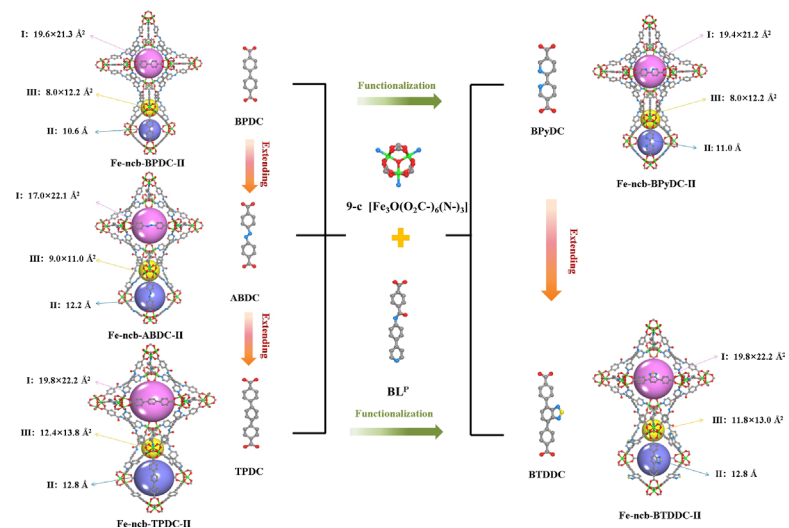 I: 19.6×21.3 Å²
III: 8.0×12.2 Å²
II: 10.6 Å
Fe-ncb-BPDC-II
BPDC
Extending
I: 17.0×22.1 Å²
III: 9.0×11.0 Å²
II: 12.2 Å
Fe-ncb-ABDC-II
ABDC
Extending
I: 19.8×22.2 Å²
III: 12.4×13.8 Å²
II: 12.8 Å
Fe-ncb-TPDC-II
TPDC
Functionalization
9-c [Fe₃O(O₂C-)₆(N-)₃]
BLᴾ
Functionalization
BPyDC
I: 19.4×21.2 Å²
III: 8.0×12.2 Å²
II: 11.0 Å
Fe-ncb-BPyDC-II
Extending
BTDDC
I: 19.8×22.2 Å²
III: 11.8×13.0 Å²
II: 12.8 Å
Fe-ncb-BTDDC-II